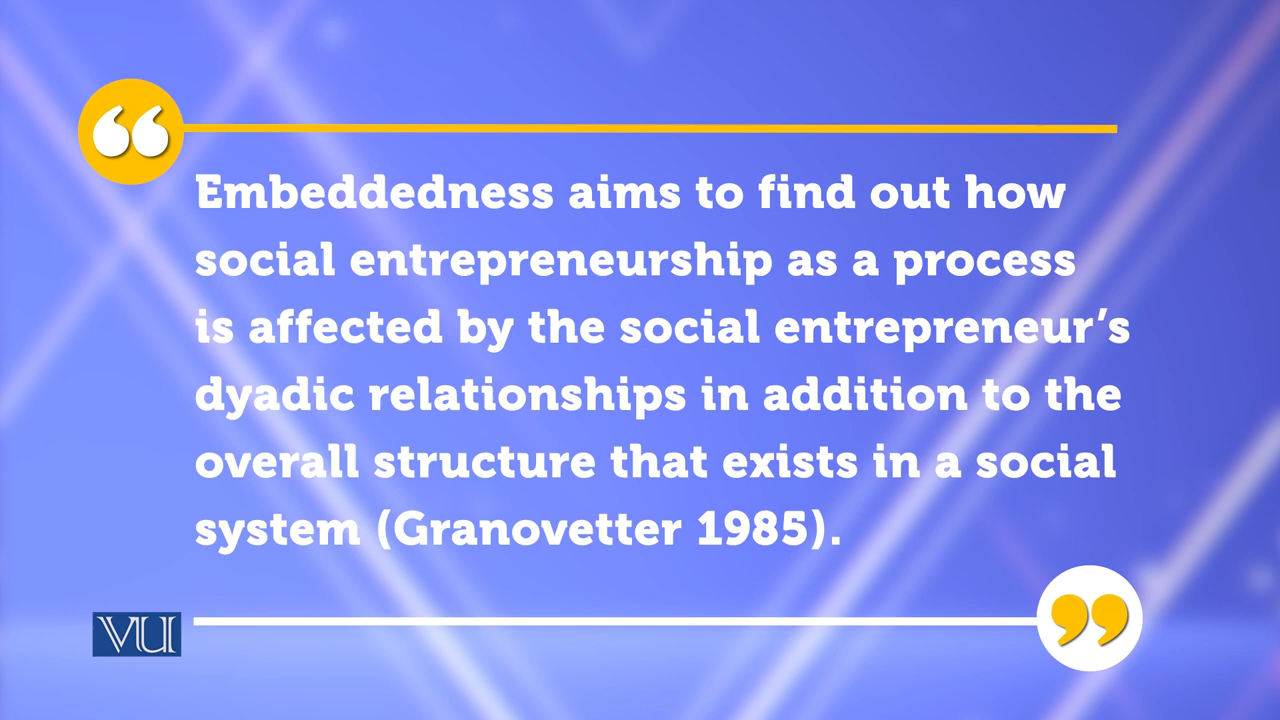 “
Embeddedness aims to find out how
social entrepreneurship as a process
is affected by the social entrepreneur’s
dyadic relationships in addition to the
overall structure that exists in a social
system (Granovetter 1985).
”
VU